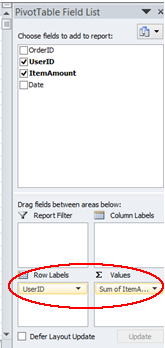 PivotTable Field List
Choose fields to add to report:
OrderID
UserID
ItemAmount
Date
Drag fields between areas below:
Report Filter
Column Labels
Row Labels
Σ Values
UserID
Sum of ItemA...
Defer Layout Update
Update